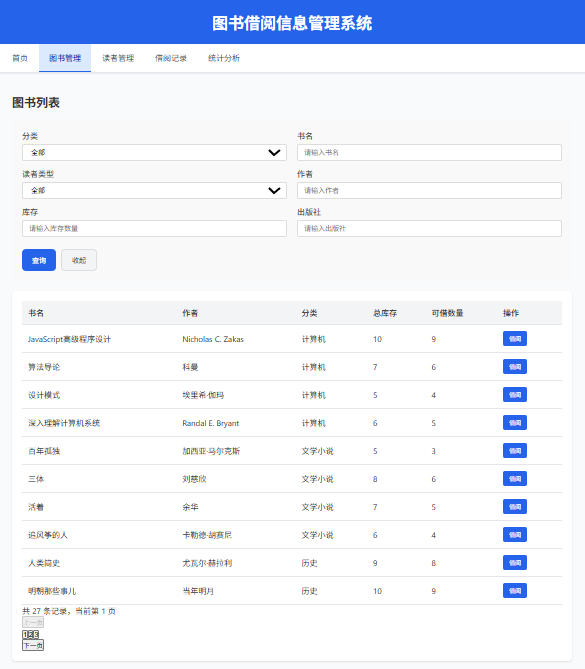 图书借阅信息管理系统
首页 图书管理 读者管理 借阅记录 统计分析
图书列表
分类 书名
全部 请输入书名
读者类型 作者
全部 请输入作者
库存 出版社
请输入库存数量 请输入出版社
查询 收起
书名 作者 分类 总库存 可借数量 操作
JavaScript高级程序设计 Nicholas C. Zakas 计算机 10 9 借阅
算法导论 科曼 计算机 7 6 借阅
设计模式 埃里希·伽玛 计算机 5 4 借阅
深入理解计算机系统 Randal E. Bryant 计算机 6 5 借阅
百年孤独 加西亚·马尔克斯 文学小说 5 3 借阅
三体 刘慈欣 文学小说 8 6 借阅
活着 余华 文学小说 7 5 借阅
追风筝的人 卡勒德·胡赛尼 文学小说 6 4 借阅
人类简史 尤瓦尔·赫拉利 历史 9 8 借阅
明朝那些事儿 当年明月 历史 10 9 借阅
共 27 条记录，当前第 1 页
上一页
1 2 3
下一页